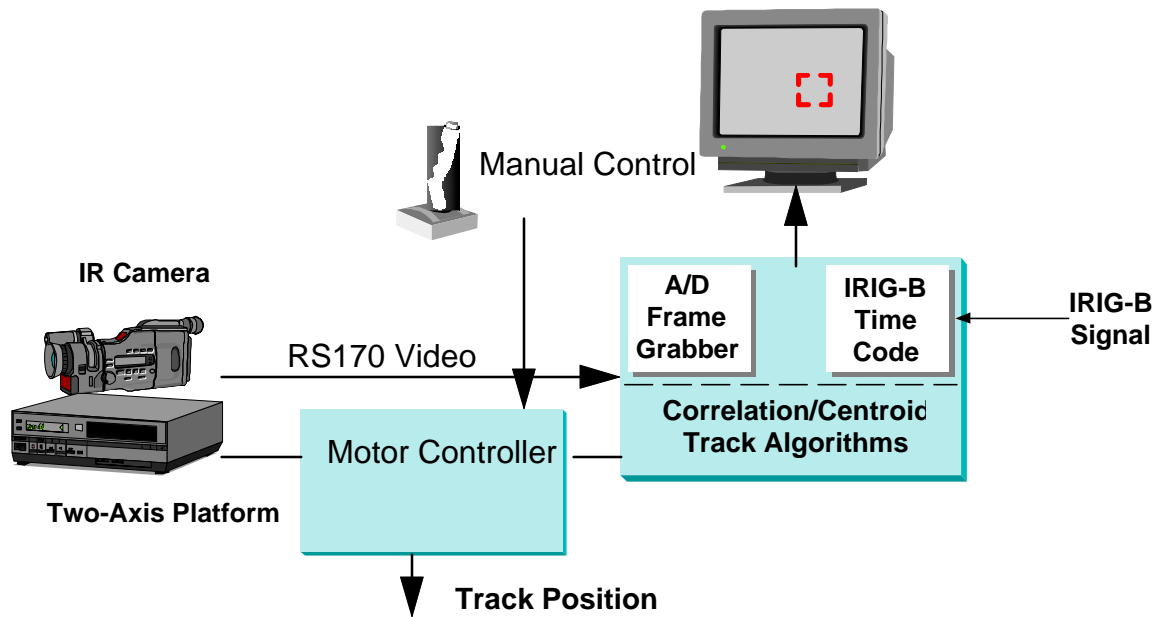 Manual Control
IR Camera
A/D
Frame
Grabber
IRIG-B
Time
Code
IRIG-B
Signal
RS170 Video
Correlation/Centroid
Track Algorithms
Motor Controller
Two-Axis Platform
Track Position